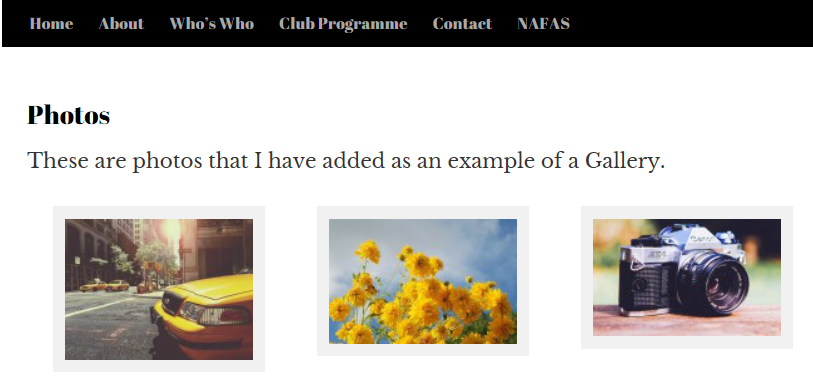 Home About Who's Who Club Programme Contact NAFAS
Photos
These are photos that I have added as an example of a Gallery.
Canon